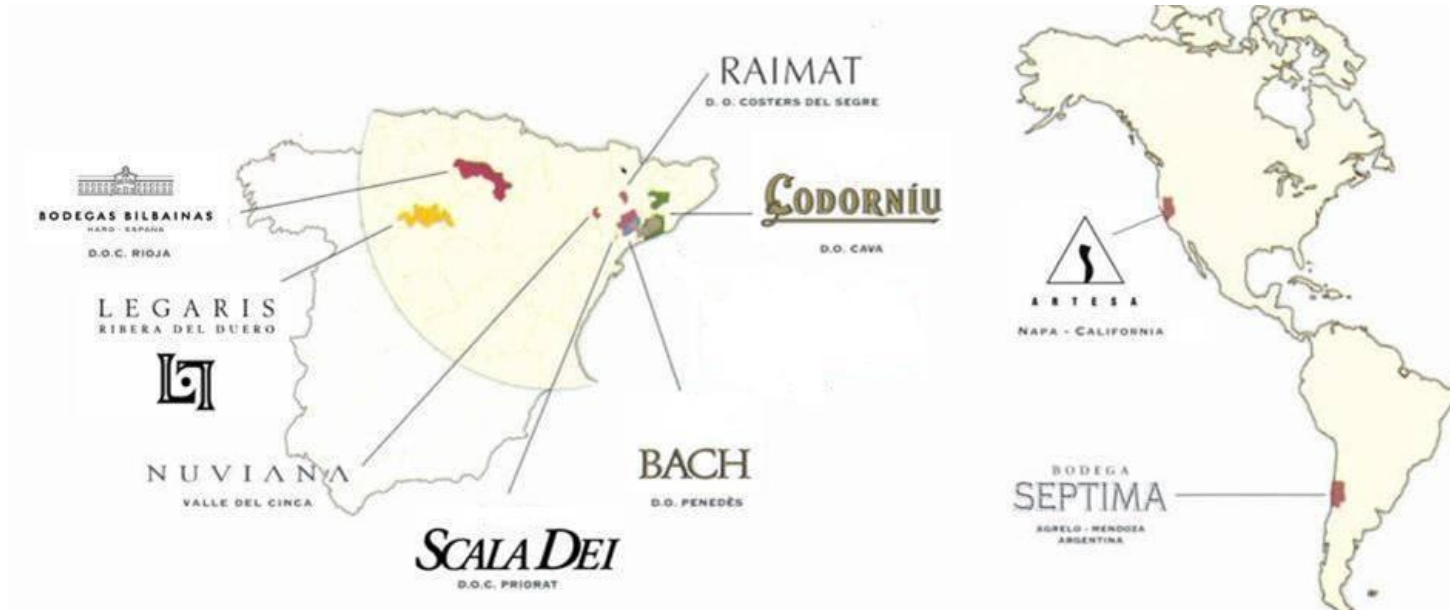 RAIMAT
D. O. COSTERS DEL SEGRE
BODEGAS BILBAINAS
HARO - ESPAÑA
D.O.C. RIOJA
CODORNÍU
D.O. CAVA
LEGARIS
RIBERA DEL DUERO
NUVIANA
VALLE DEL CINCA
BACH
D.O. PENEDÈS
SCALA DEI
D.O.C. PRIORAT
ARTESA
NAPA - CALIFORNIA
BODEGA
SEPTIMA
AGRELO - MENDOZA
ARGENTINA